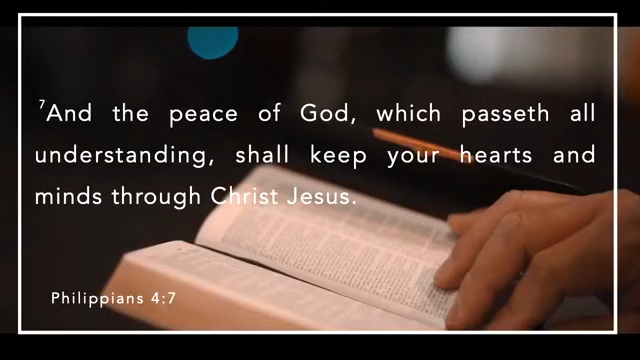 ⁷And the peace of God, which passeth all
understanding, shall keep your hearts and
minds through Christ Jesus.
Philippians 4:7